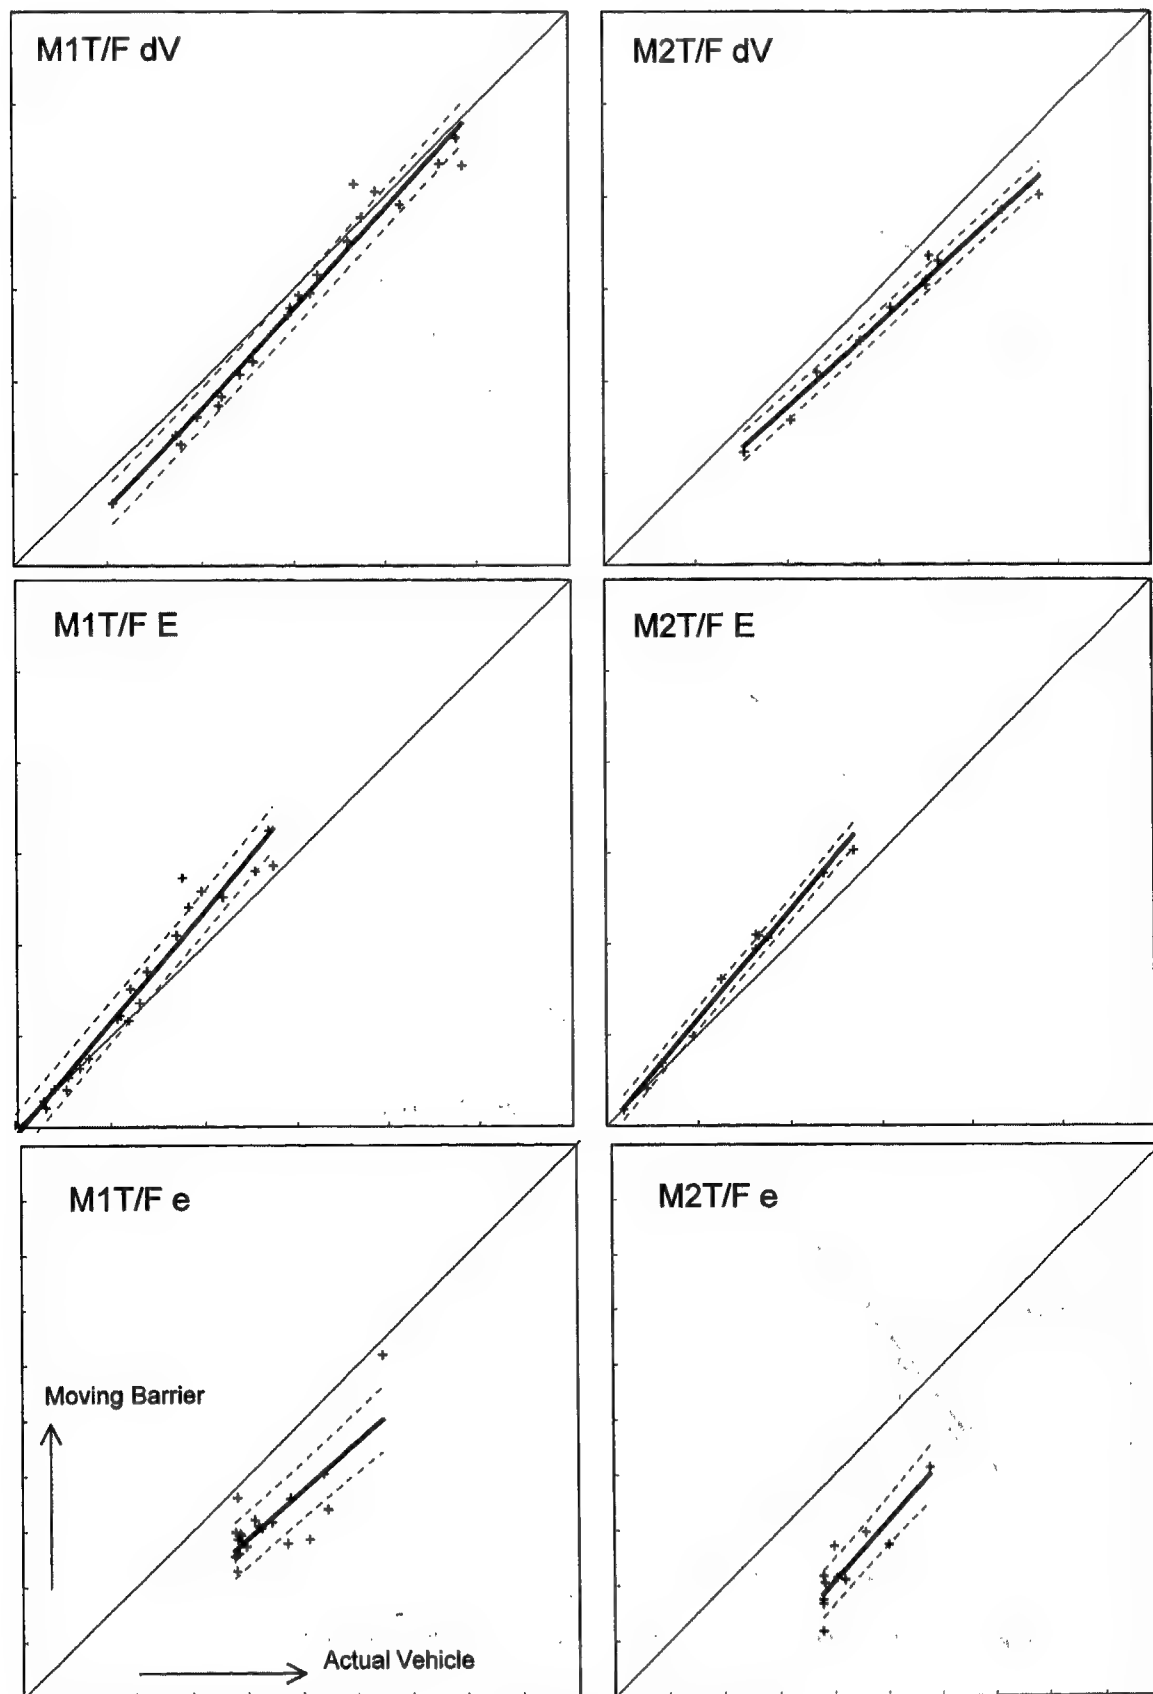 M1T/F dV
M2T/F dV
M1T/F E
M2T/F E
M1T/F e
M2T/F e
Moving Barrier
Actual Vehicle